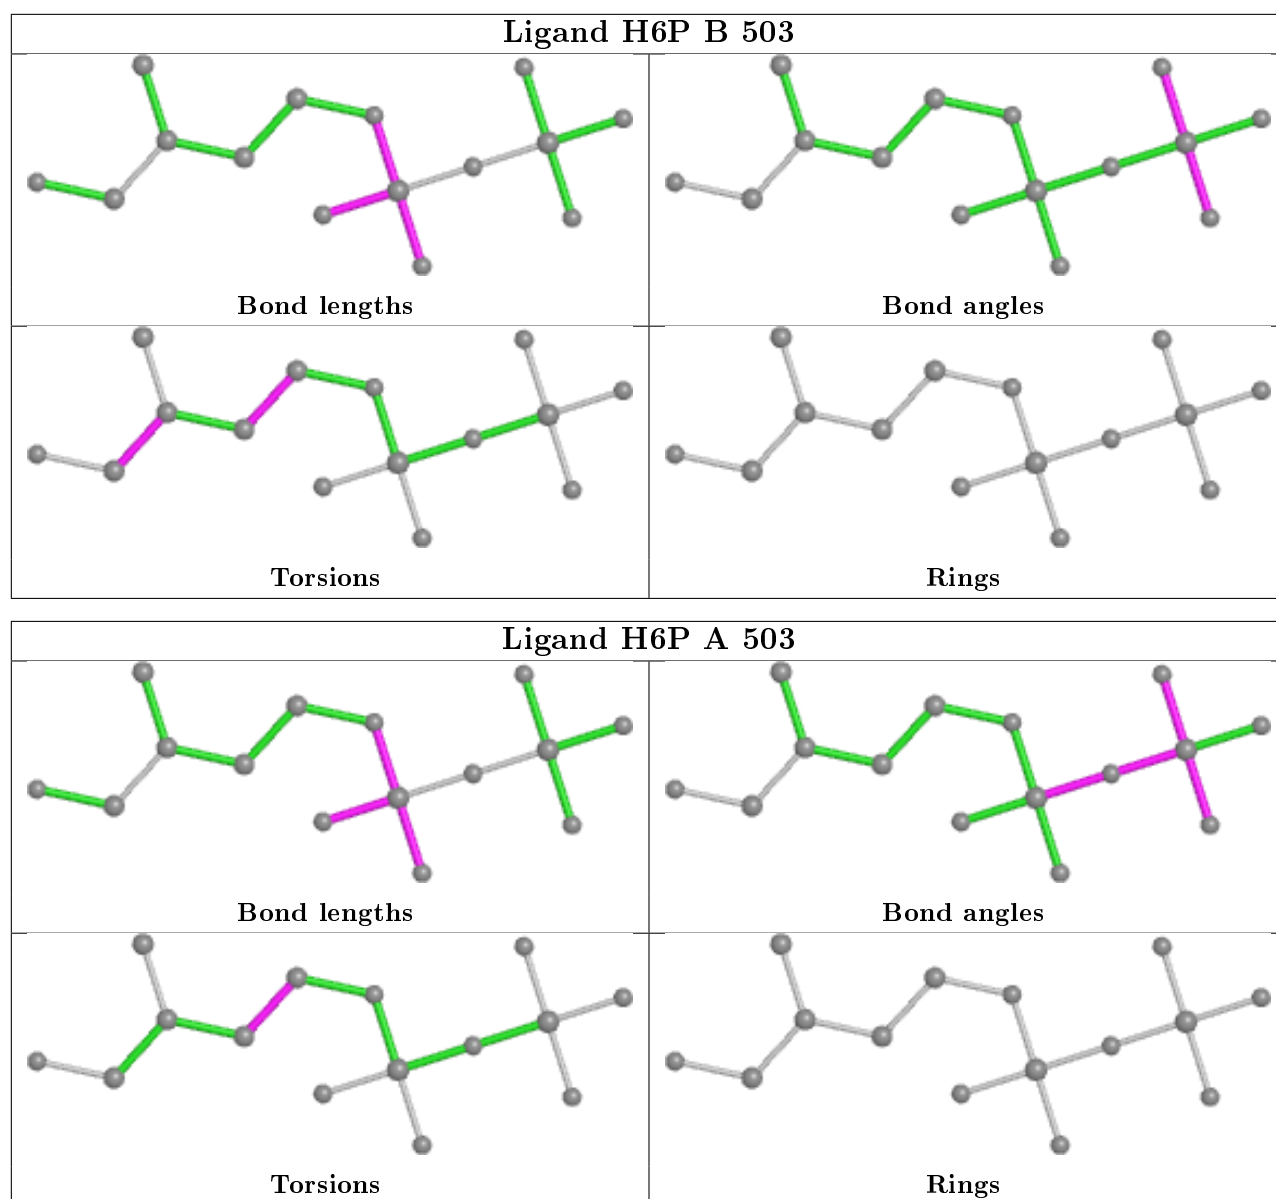 Ligand H6P B 503
Bond lengths
Bond angles
Torsions
Rings
Ligand H6P A 503
Bond lengths
Bond angles
Torsions
Rings